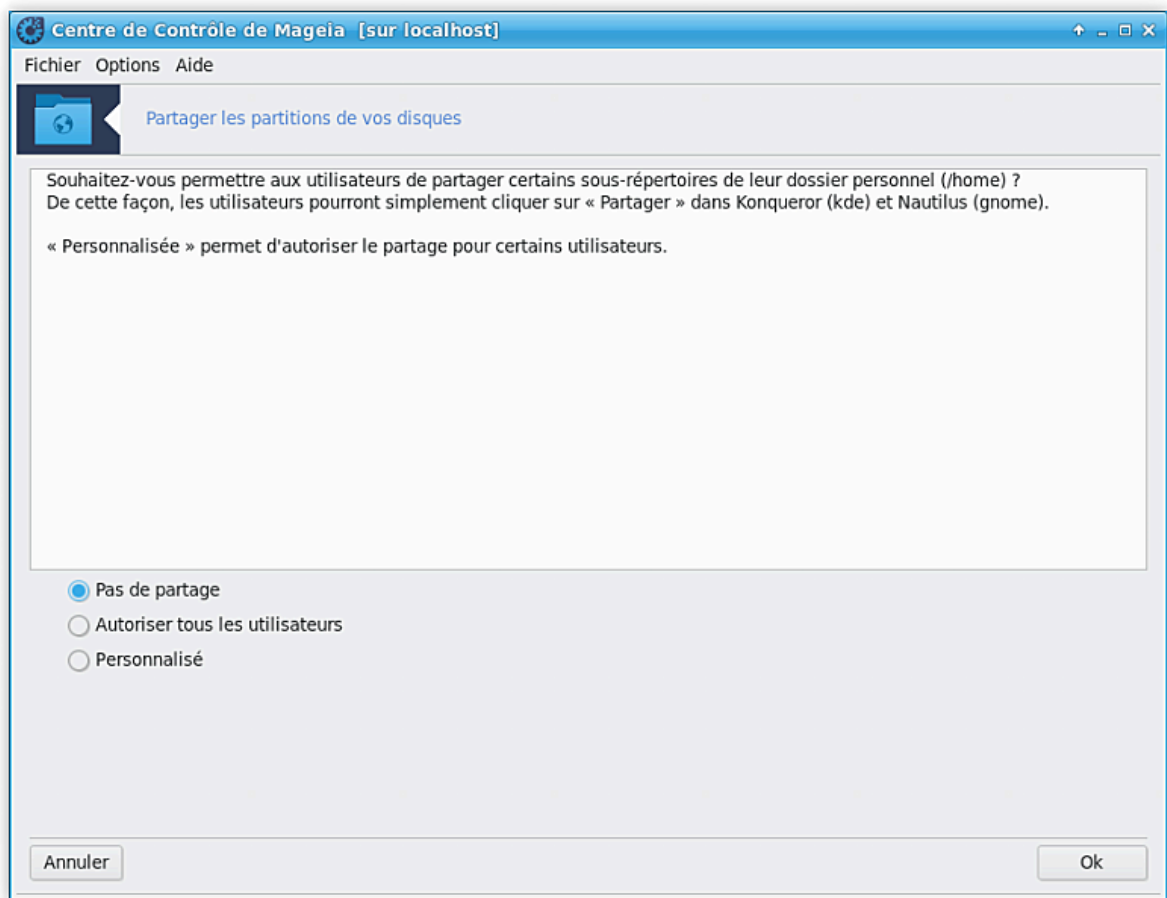 Centre de Contrôle de Mageia [sur localhost]
Fichier Options Aide
Partager les partitions de vos disques
Souhaitez-vous permettre aux utilisateurs de partager certains sous-répertoires de leur dossier personnel (/home) ?
De cette façon, les utilisateurs pourront simplement cliquer sur « Partager » dans Konqueror (kde) et Nautilus (gnome).
« Personnalisée » permet d'autoriser le partage pour certains utilisateurs.
Pas de partage
Autoriser tous les utilisateurs
Personnalisé
Annuler Ok